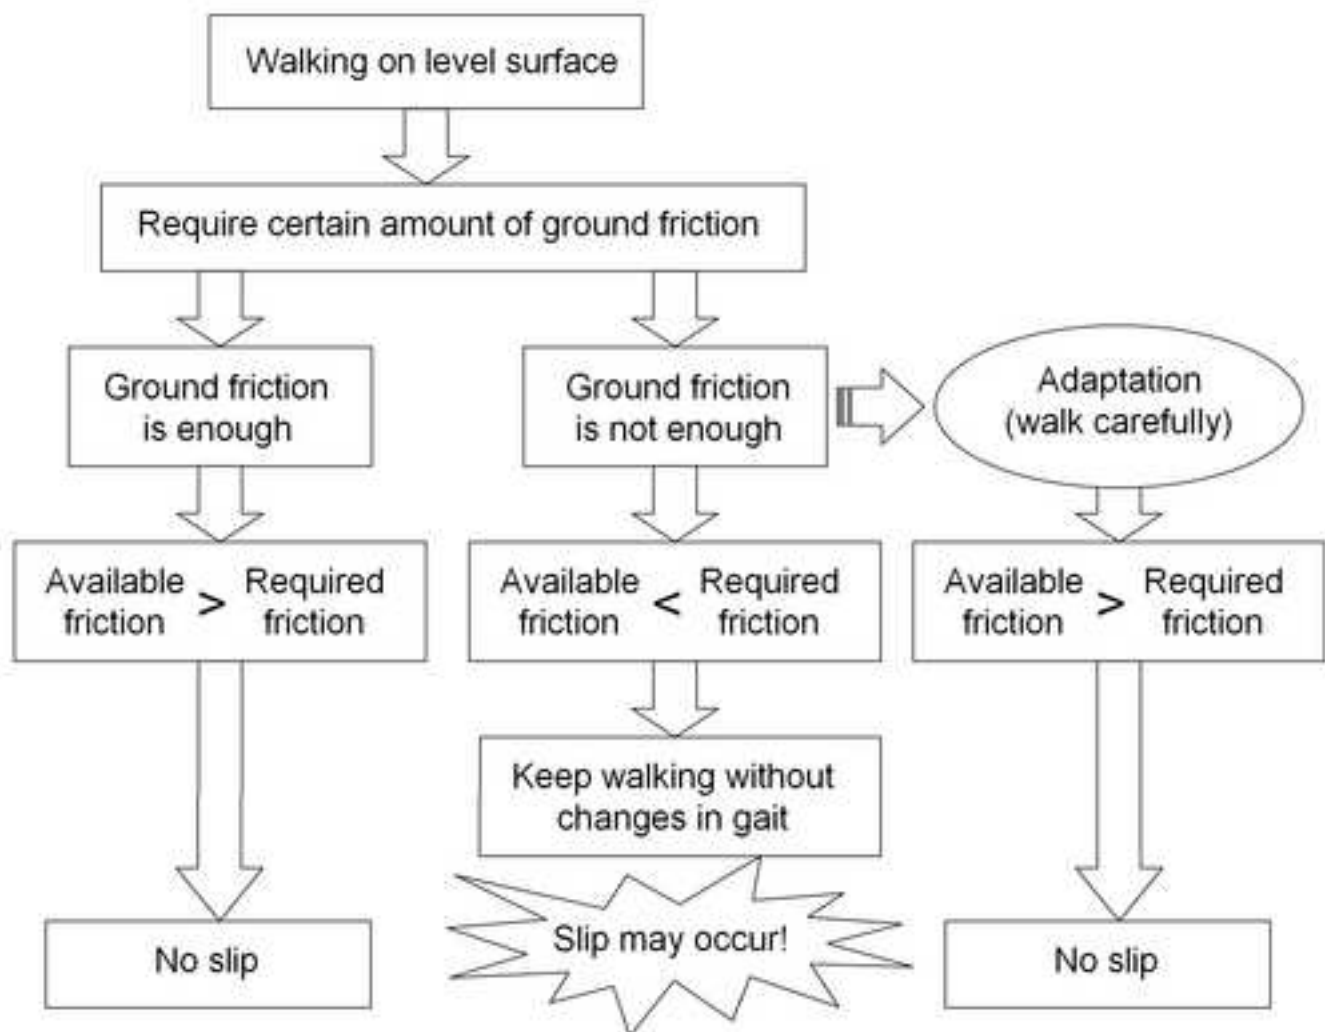 Walking on level surface
Require certain amount of ground friction
Ground friction
is enough
Ground friction
is not enough
Adaptation
(walk carefully)
Available
friction
>
Required
friction
Available
friction
<
Required
friction
Available
friction
>
Required
friction
Keep walking without
changes in gait
No slip
Slip may occur!
No slip